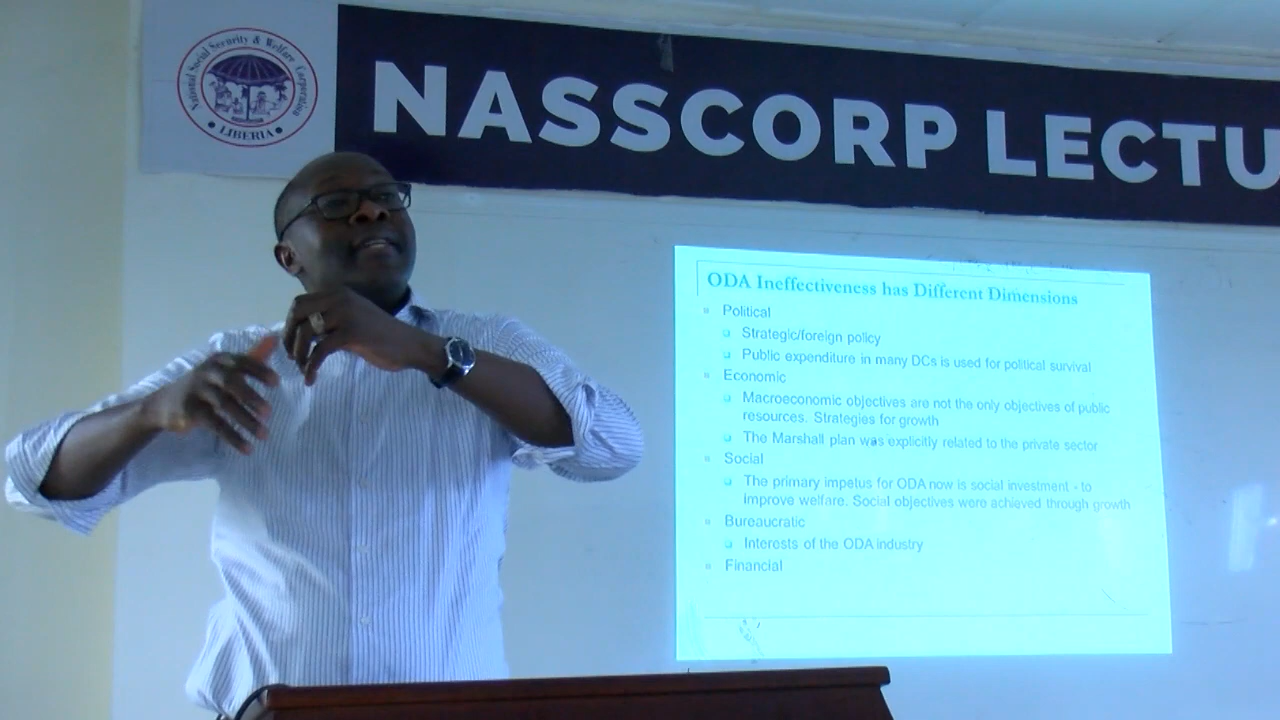 National Social Security & Welfare Corporation
LIBERIA
NASSCORP LECTU
ODA Ineffectiveness has Different Dimensions
Political
Strategic/foreign policy
Public expenditure in many DCs is used for political survival
Economic
Macroeconomic objectives are not the only objectives of public
resources. Strategies for growth
The Marshall plan was explicitly related to the private sector
Social
The primary impetus for ODA now is social investment - to
improve welfare. Social objectives were achieved through growth
Bureaucratic
Interests of the ODA industry
Financial